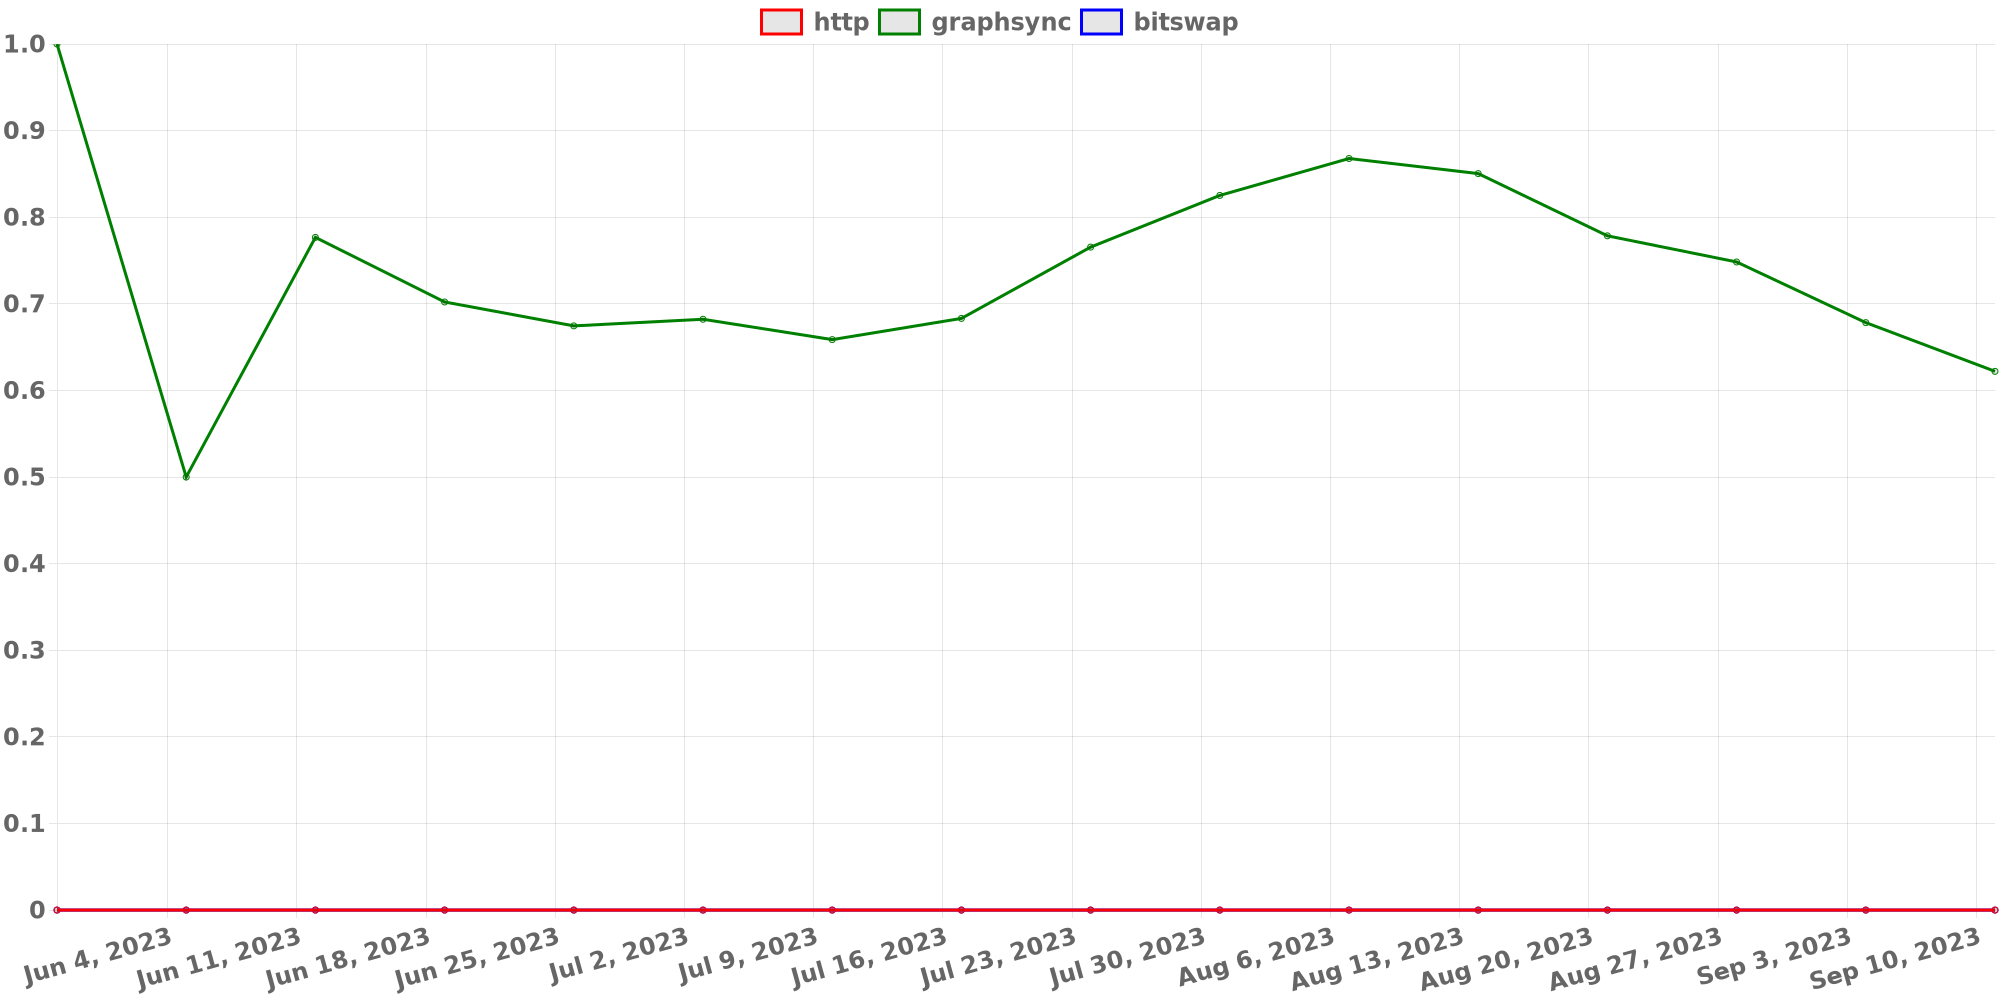 http graphsync bitswap
1.0
0.9
0.8
0.7
0.6
0.5
0.4
0.3
0.2
0.1
0
Jun 4, 2023
Jun 11, 2023
Jun 18, 2023
Jun 25, 2023
Jul 2, 2023
Jul 9, 2023
Jul 16, 2023
Jul 23, 2023
Jul 30, 2023
Aug 6, 2023
Aug 13, 2023
Aug 20, 2023
Aug 27, 2023
Sep 3, 2023
Sep 10, 2023